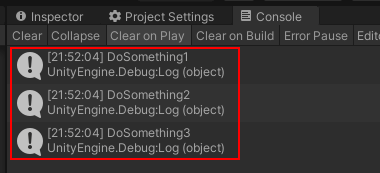 Inspector Project Settings Console
Clear Collapse Clear on Play Clear on Build Error Pause
[21:52:04] DoSomething1
UnityEngine.Debug:Log (object)
[21:52:04] DoSomething2
UnityEngine.Debug:Log (object)
[21:52:04] DoSomething3
UnityEngine.Debug:Log (object)